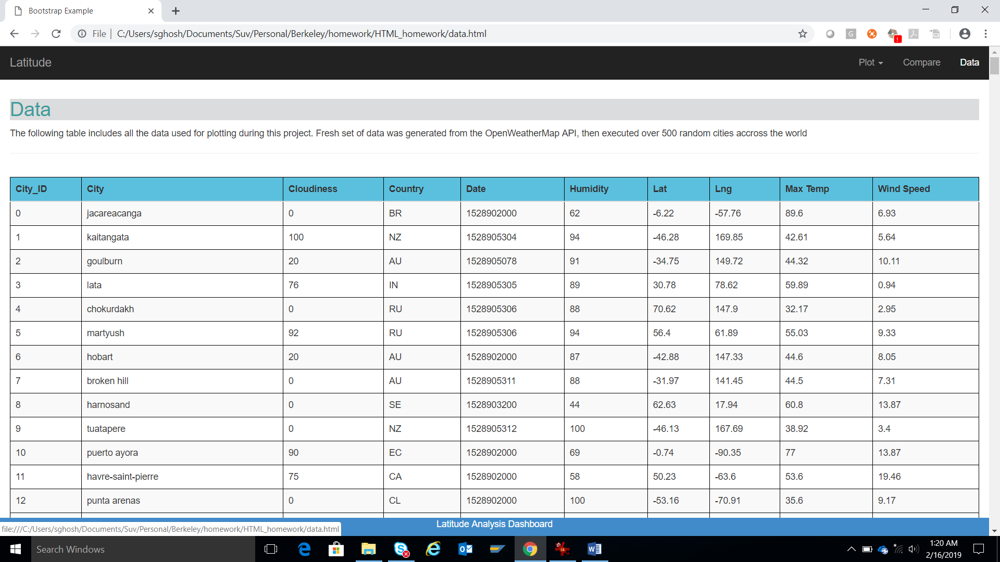 Bootstrap Example
File
C:/Users/sghosh/Documents/Suv/Personal/Berkeley/homework/HTML_homework/data.html
G
Latitude Plot Compare Data
Data
The following table includes all the data used for plotting during this project. Fresh set of data was generated from the OpenWeatherMap API, then executed over 500 random cities accross the world
City_ID City Cloudiness Country Date Humidity Lat Lng Max Temp Wind Speed
0 jacareacanga 0 BR 1528902000 62 -6.22 -57.76 89.6 6.93
1 kaitangata 100 NZ 1528905304 94 -46.28 169.85 42.61 5.64
2 goulburn 20 AU 1528905078 91 -34.75 149.72 44.32 10.11
3 lata 76 IN 1528905305 89 30.78 78.62 59.89 0.94
4 chokurdakh 0 RU 1528905306 88 70.62 147.9 32.17 2.95
5 martyush 92 RU 1528905306 94 56.4 61.89 55.03 9.33
6 hobart 20 AU 1528902000 87 -42.88 147.33 44.6 8.05
7 broken hill 0 AU 1528905311 88 -31.97 141.45 44.5 7.31
8 harnosand 0 SE 1528903200 44 62.63 17.94 60.8 13.87
9 tuatapere 0 NZ 1528905312 100 -46.13 167.69 38.92 3.4
10 puerto ayora 90 EC 1528902000 69 -0.74 -90.35 77 13.87
11 havre-saint-pierre 75 CA 1528902000 58 50.23 -63.6 53.6 19.46
12 punta arenas 0 CL 1528902000 100 -53.16 -70.91 35.6 9.17
Latitude Analysis Dashboard
file:///C:/Users/sghosh/Documents/Suv/Personal/Berkeley/homework/HTML_homework/data.html
Search Windows
1:20 AM
2/16/2019